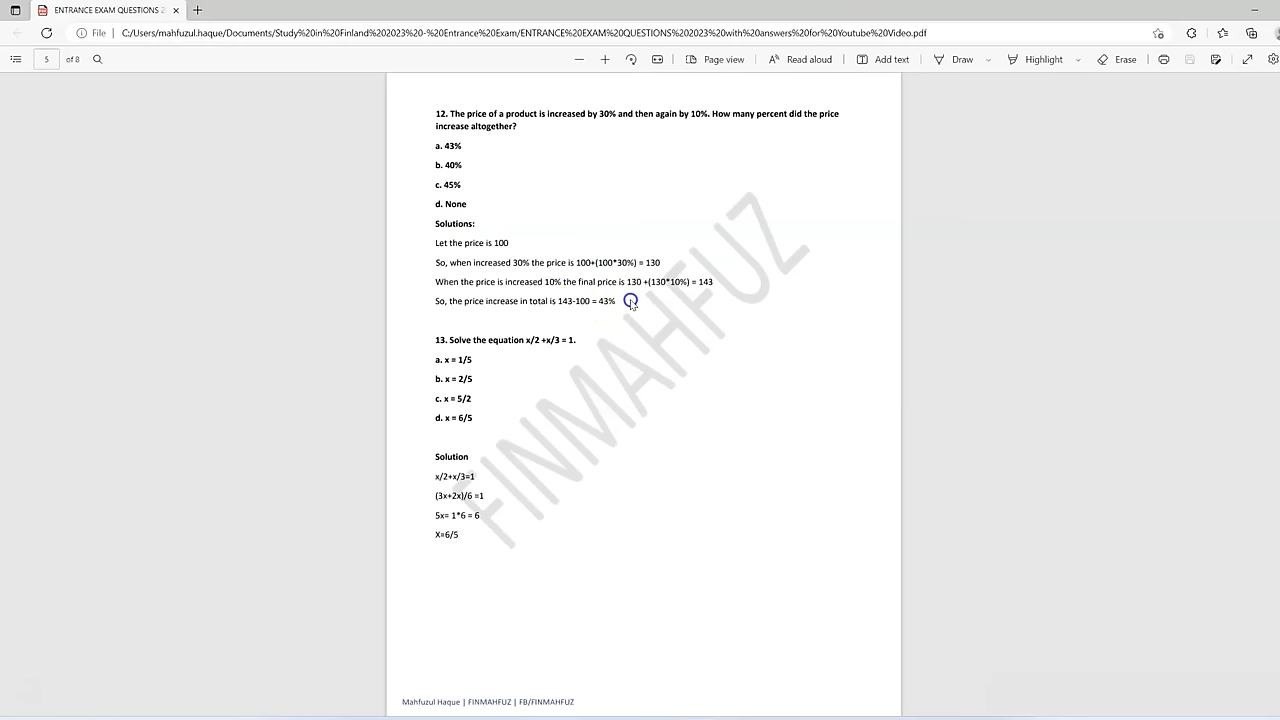 ENTRANCE EXAM QUESTIONS 2
File
C:/Users/mahfuzul.haque/Documents/Study%20in%20Finland%202023%20-%20Entrance%20Exam/ENTRANCE%20EXAM%20QUESTIONS%202023%20with%20answers%20for%20Youtube%20Video.pdf
5 of 8
Page view
Read aloud
Add text
Draw
Highlight
Erase
12. The price of a product is increased by 30% and then again by 10%. How many percent did the price
increase altogether?
a. 43%
b. 40%
c. 45%
d. None
Solutions:
Let the price is 100
So, when increased 30% the price is 100+(100*30%) = 130
When the price is increased 10% the final price is 130 +(130*10%) = 143
So, the price increase in total is 143-100 = 43%
13. Solve the equation x/2 +x/3 = 1.
a. x = 1/5
b. x = 2/5
c. x = 5/2
d. x = 6/5
Solution
x/2+x/3=1
(3x+2x)/6 =1
5x= 1*6 = 6
X=6/5
FINMAHFUZ
Mahfuzul Haque | FINMAHFUZ | FB/FINMAHFUZ